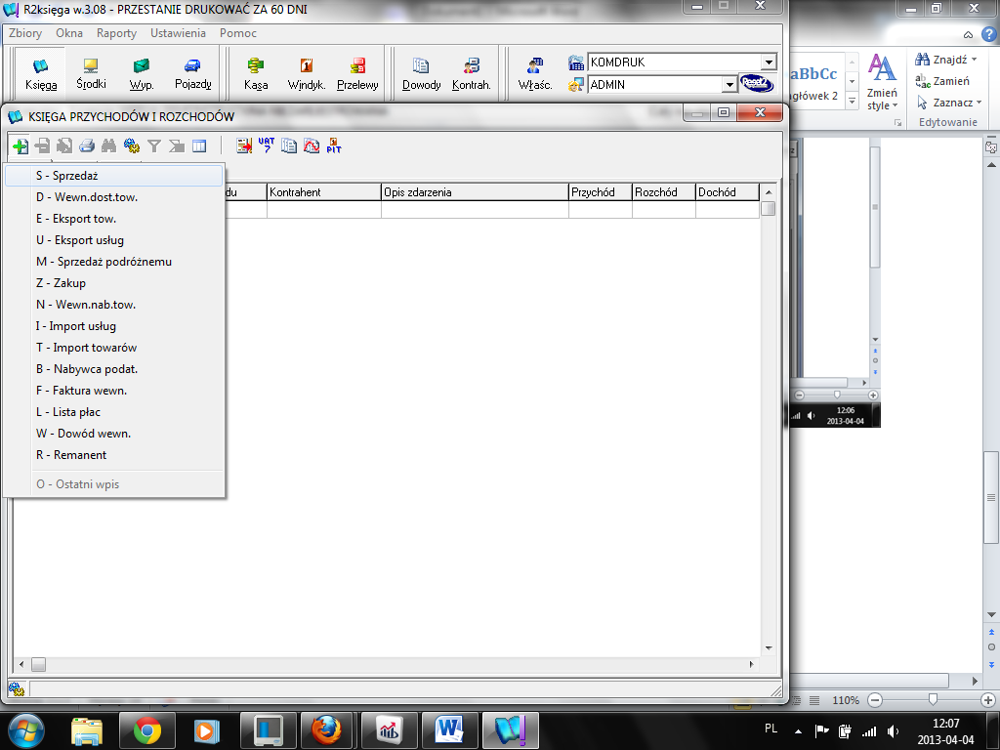 R2księga w.3.08 - PRZESTANIE DRUKOWAĆ ZA 60 DNI
Zbiory Okna Raporty Ustawienia Pomoc
Księga Środki Wyp. Pojazdy Kasa Windyk. Przelewy Dowody Kontrah. Właśc.
KOMDRUK
ADMIN
KSIĘGA PRZYCHODÓW I ROZCHODÓW
VAT 7
PIT
du Kontrahent Opis zdarzenia Przychód Rozchód Dochód
S - Sprzedaż
D - Wewn.dost.tow.
E - Eksport tow.
U - Eksport usług
M - Sprzedaż podróżnemu
Z - Zakup
N - Wewn.nab.tow.
I - Import usług
T - Import towarów
B - Nabywca podat.
F - Faktura wewn.
L - Lista płac
W - Dowód wewn.
R - Remanent
O - Ostatni wpis
aBbCc
główek 2
Zmień
style
Znajdź
Zamień
Zaznacz
Edytowanie
12:06
2013-04-04
110%
PL
12:07
2013-04-04